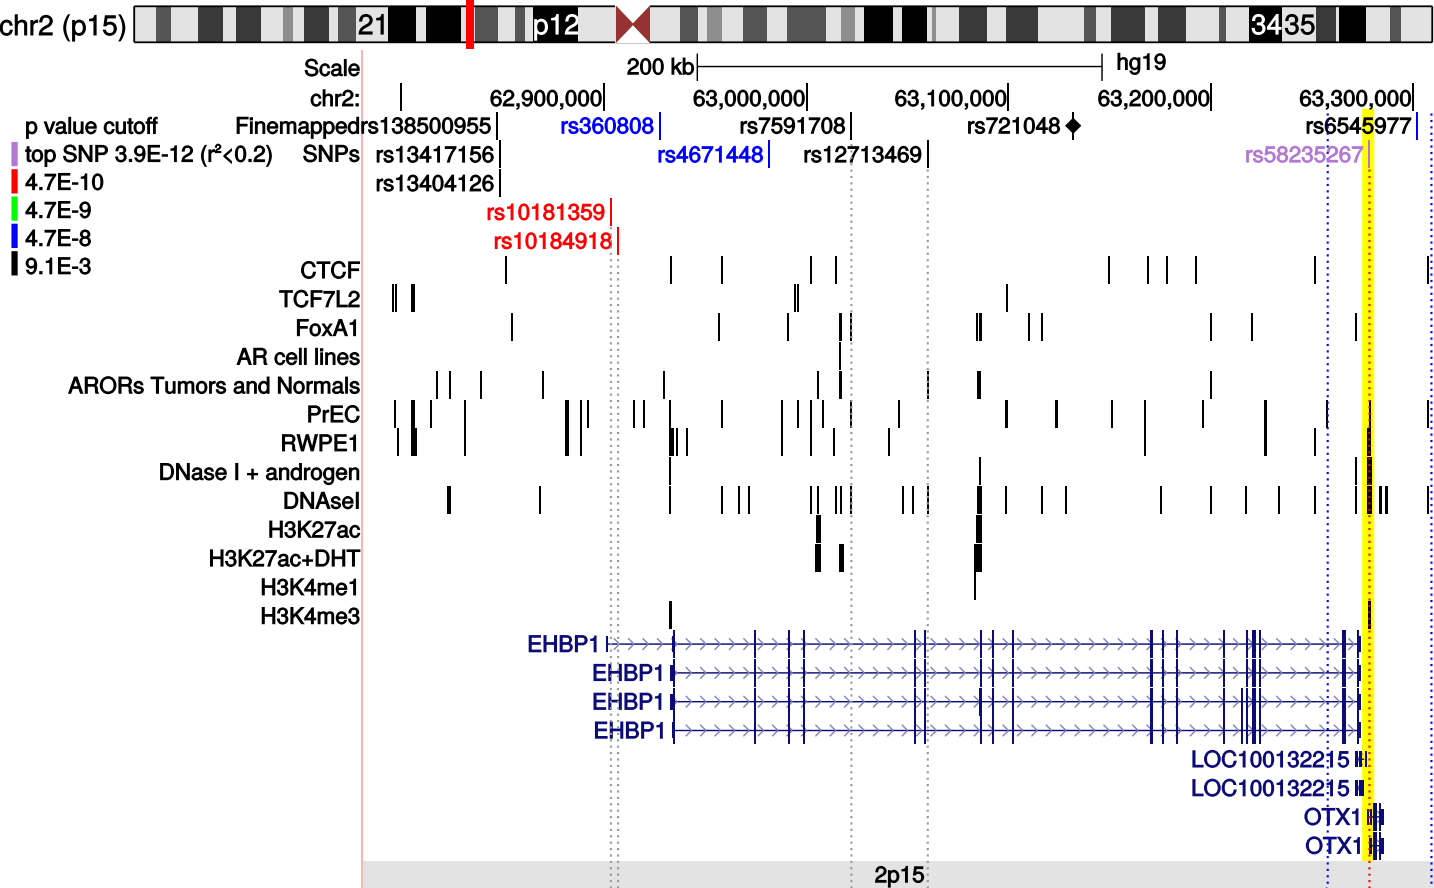 chr2 (p15) 21 p12 34 35
Scale 200 kb hg19
chr2: 62,900,000 63,000,000 63,100,000 63,200,000 63,300,000
p value cutoff Finemapped rs138500955 rs360808 rs7591708 rs721048 rs6545977
top SNP 3.9E-12 (r²<0.2) SNPs rs13417156 rs4671448 rs12713469 rs58235267
4.7E-10 rs13404126
4.7E-9 rs10181359
4.7E-8 rs10184918
9.1E-3 CTCF
TCF7L2
FoxA1
AR cell lines
ARORs Tumors and Normals
PrEC
RWPE1
DNase I + androgen
DNAseI
H3K27ac
H3K27ac+DHT
H3K4me1
H3K4me3
EHBP1
EHBP1
EHBP1
EHBP1
LOC100132215
LOC100132215
OTX1
OTX1
2p15